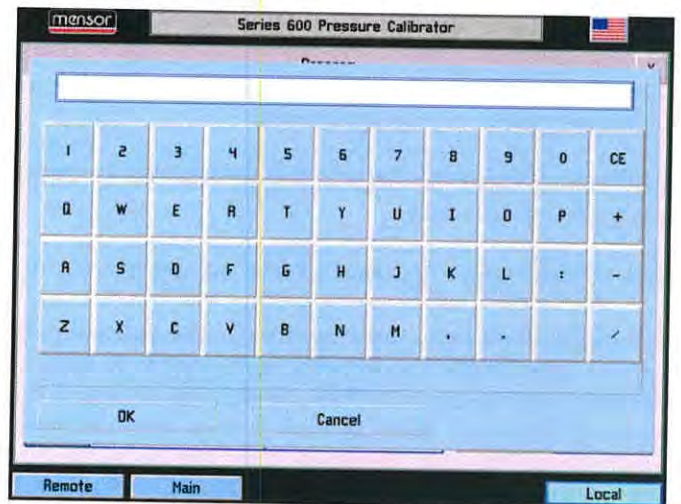 mensor
Series 600 Pressure Calibrator
1 2 3 4 5 6 7 8 9 0 CE
Q W E R T Y U I O P +
A S D F G H J K L : -
Z X C V B N M , . /
OK Cancel
Remote Main Local